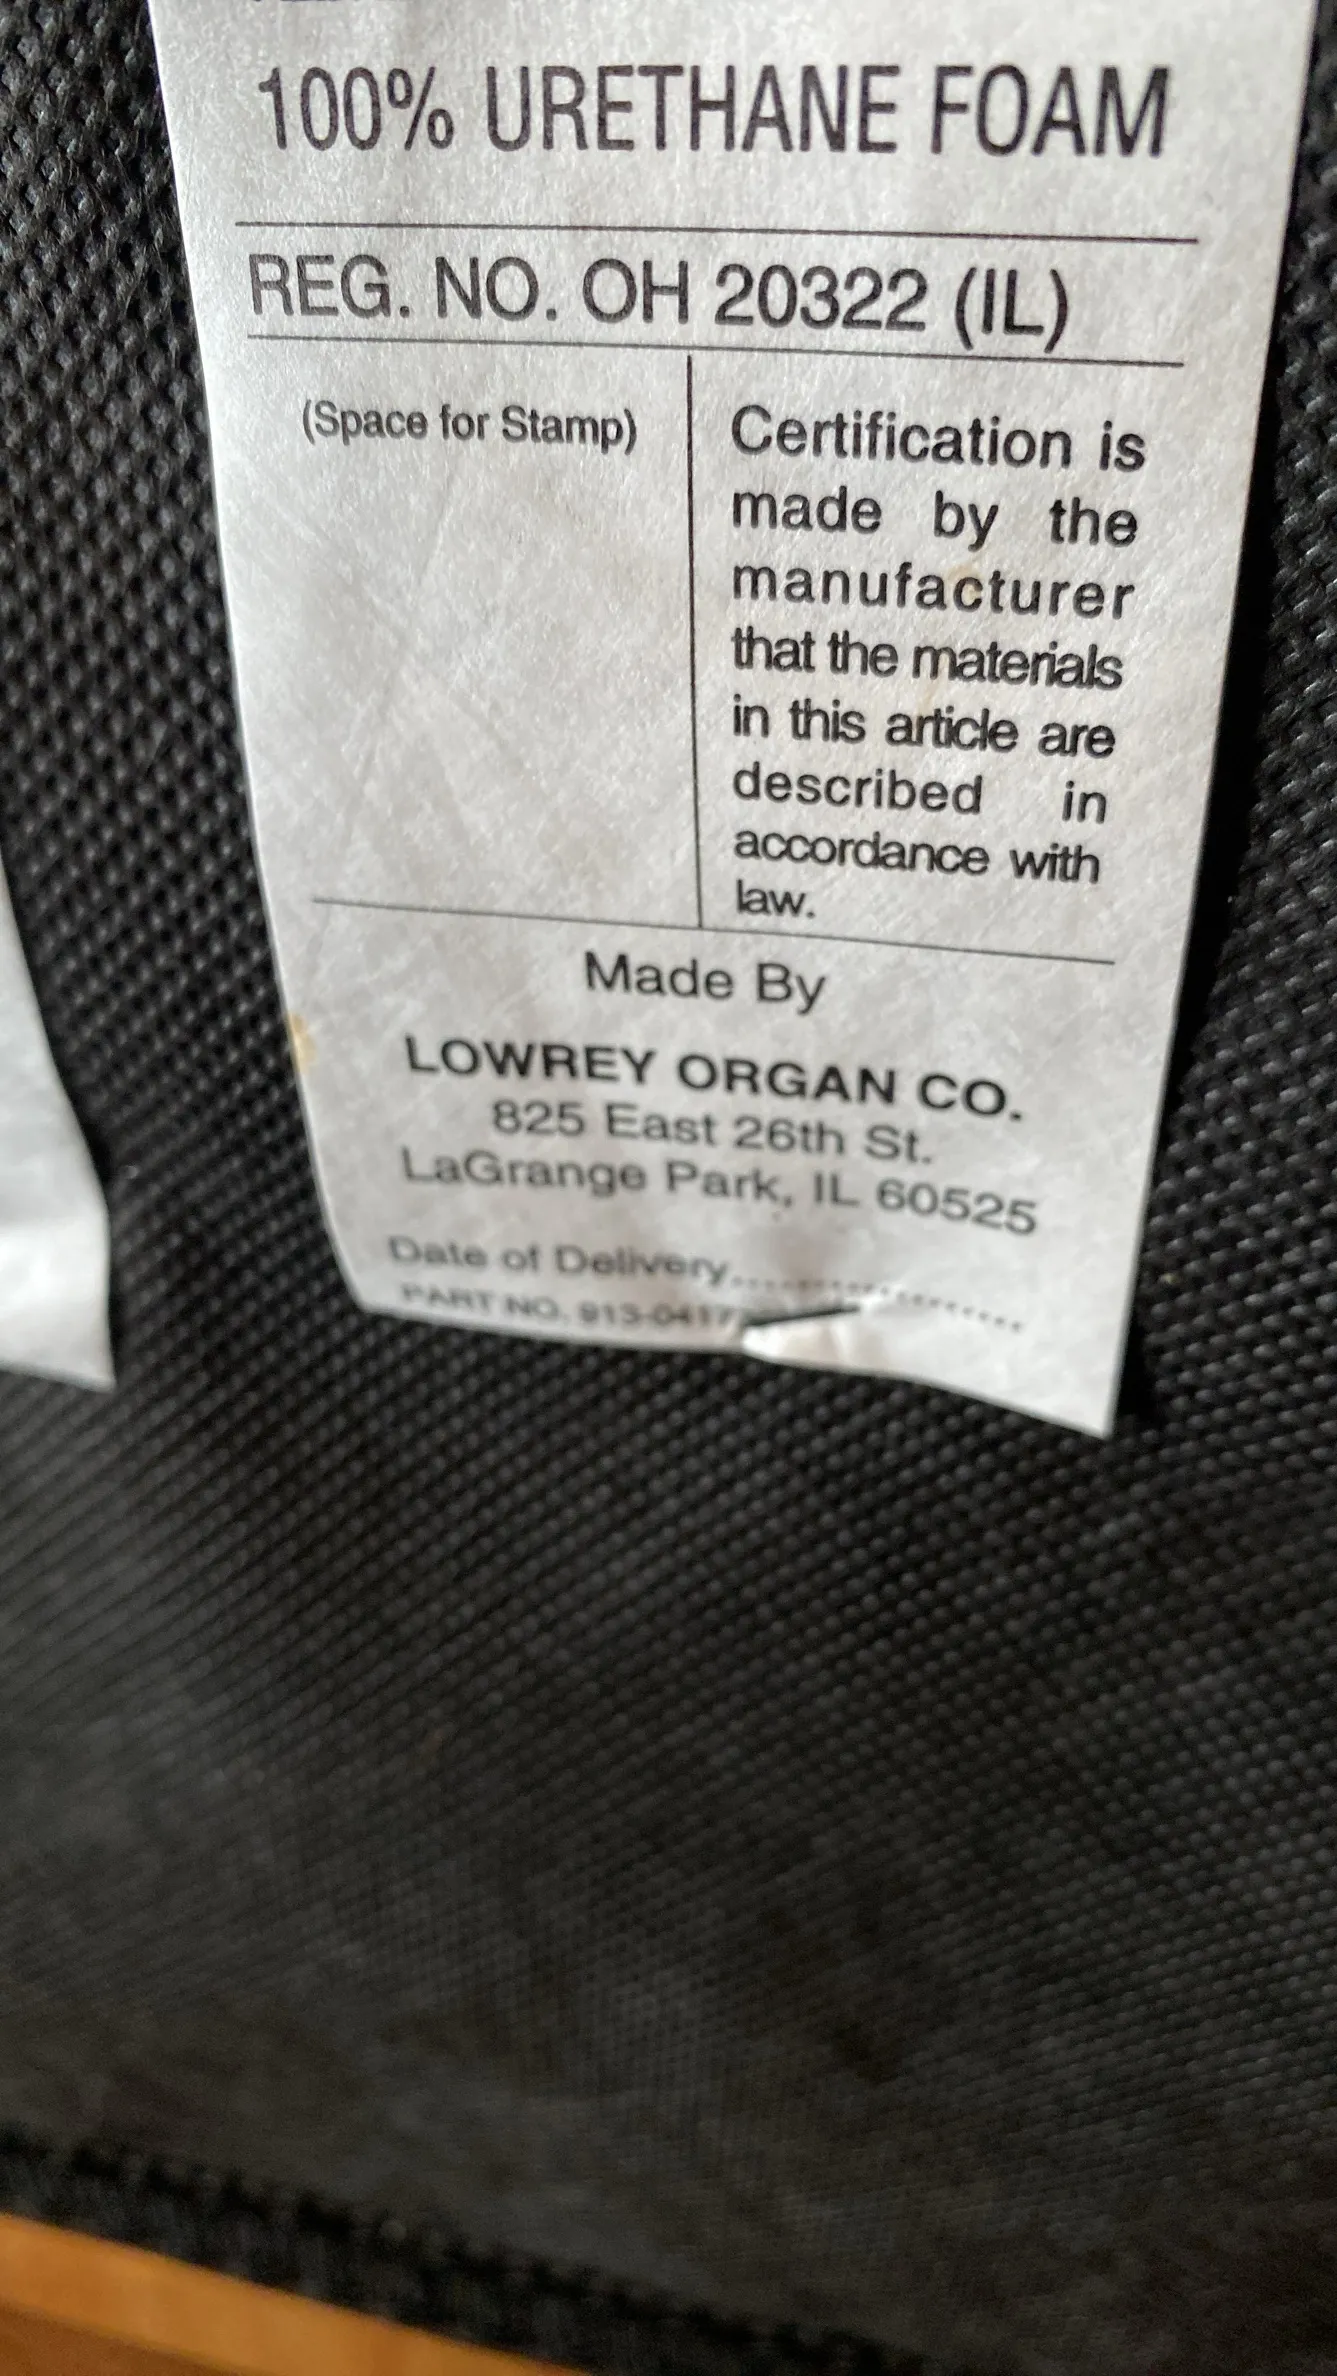 100% URETHANE FOAM
REG. NO. OH 20322 (IL)
(Space for Stamp)
Certification is
made by the
manufacturer
that the materials
in this article are
described in
accordance with
law.
Made By
LOWREY ORGAN CO.
825 East 26th St.
LaGrange Park, IL 60525
Date of Delivery..............................
PART NO.